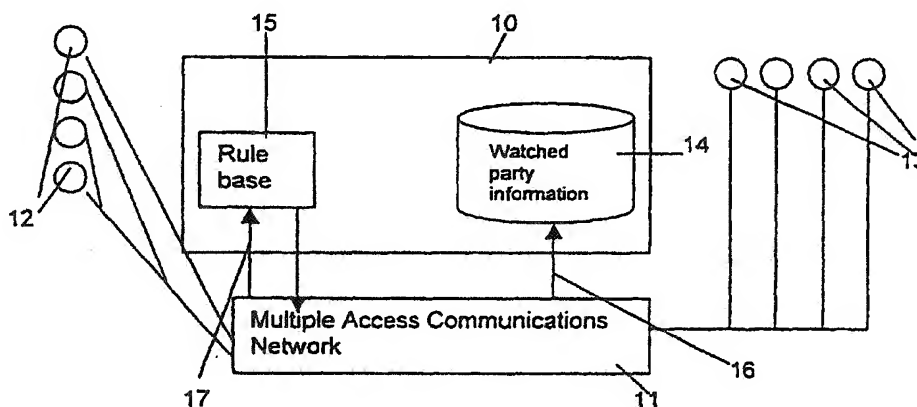 15
10
Rule
base
Watched
party
information
14
12
13
Multiple Access Communications
Network
17
11
16